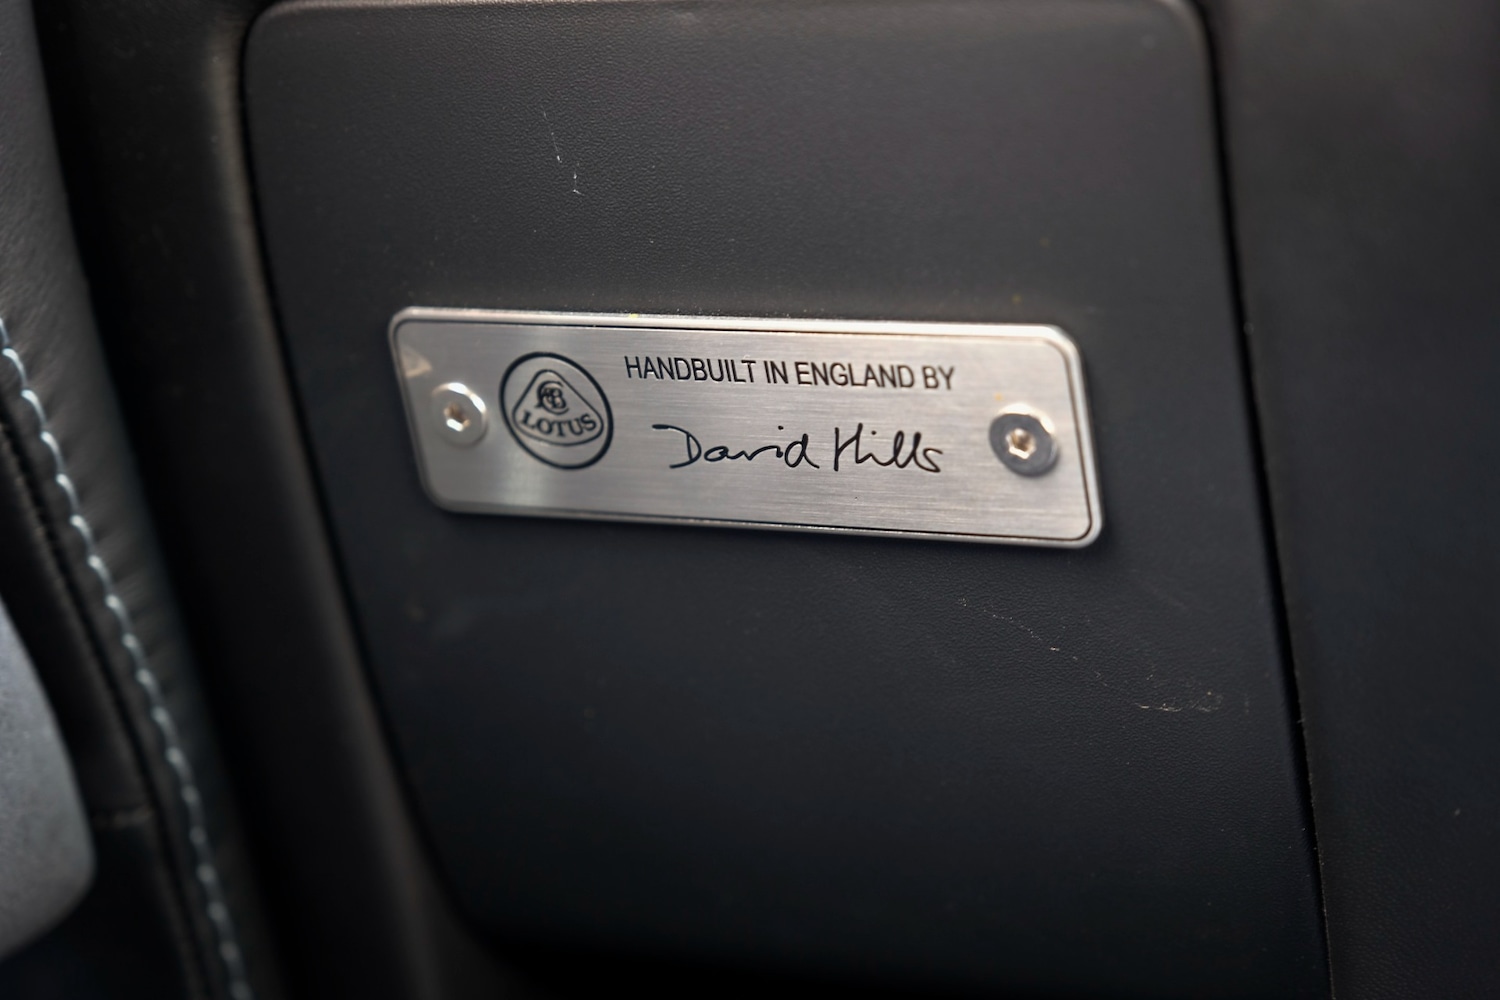 HANDBUILT IN ENGLAND BY
LOTUS
David Hills